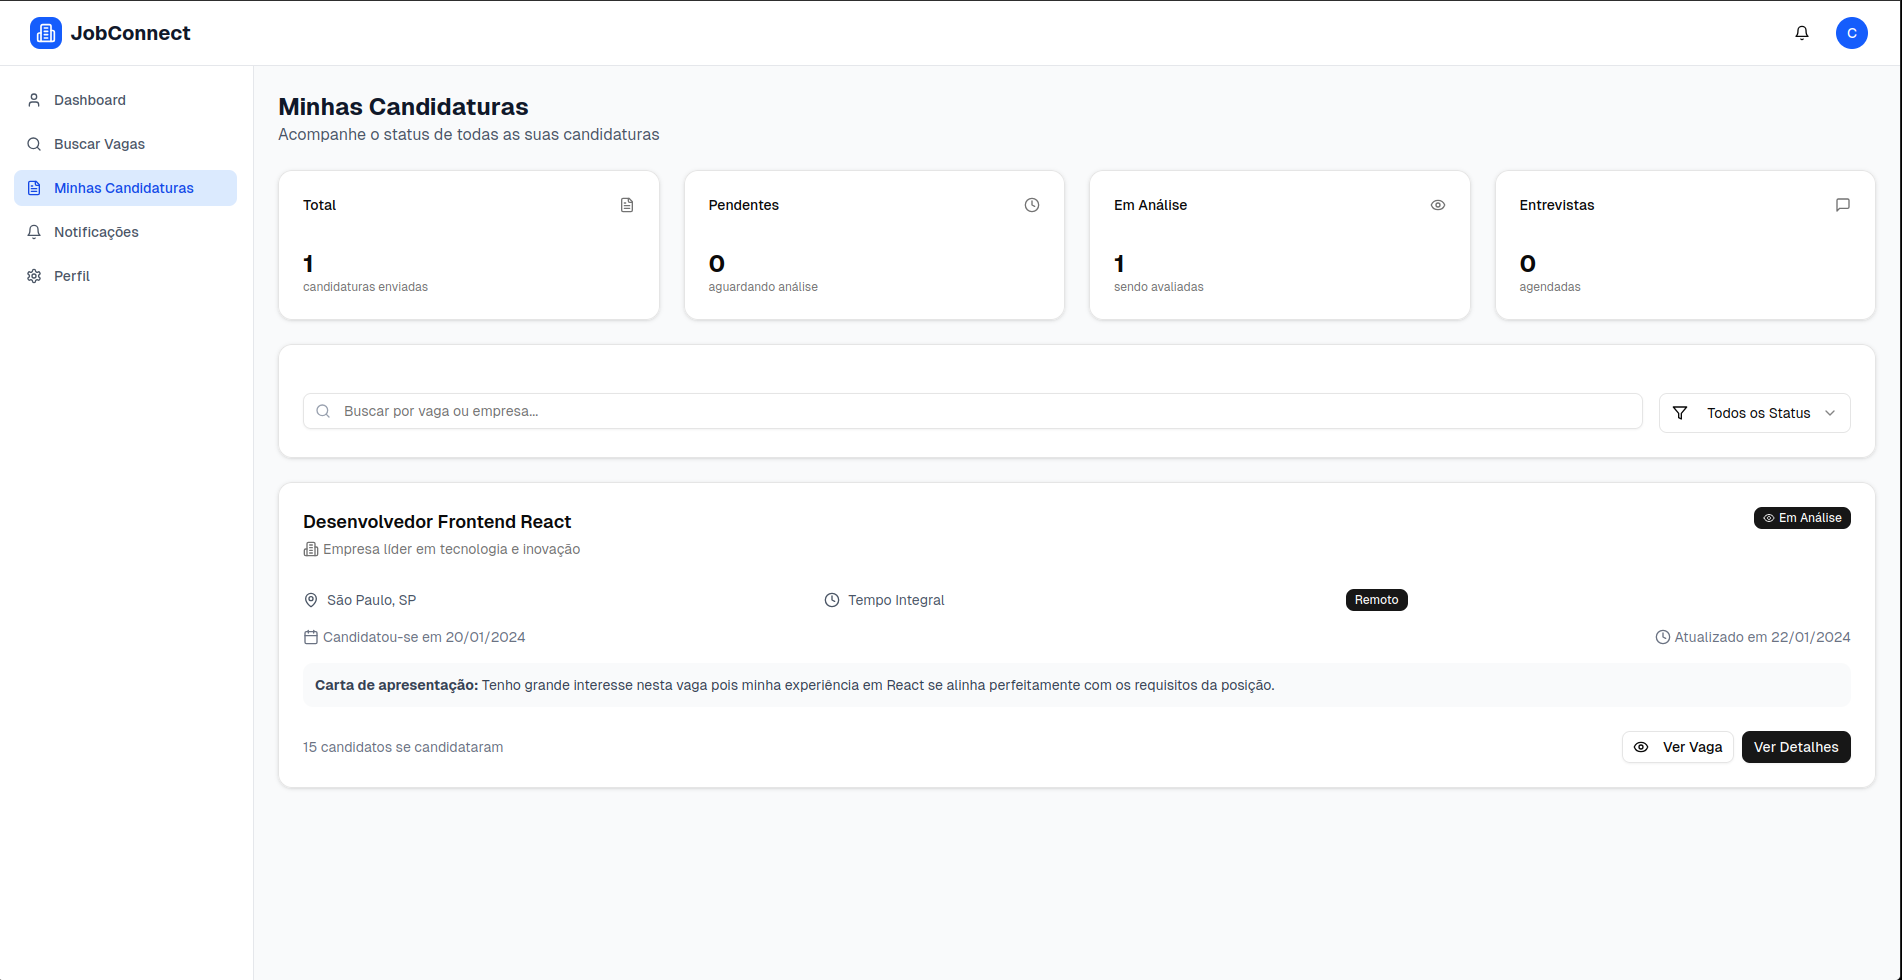 JobConnect
C
Dashboard
Buscar Vagas
Minhas Candidaturas
Notificações
Perfil
Minhas Candidaturas
Acompanhe o status de todas as suas candidaturas
Total
1
candidaturas enviadas
Pendentes
0
aguardando análise
Em Análise
1
sendo avaliadas
Entrevistas
0
agendadas
Buscar por vaga ou empresa...
Todos os Status
Desenvolvedor Frontend React
Em Análise
Empresa líder em tecnologia e inovação
São Paulo, SP
Tempo Integral
Remoto
Candidatou-se em 20/01/2024
Atualizado em 22/01/2024
Carta de apresentação: Tenho grande interesse nesta vaga pois minha experiência em React se alinha perfeitamente com os requisitos da posição.
15 candidatos se candidataram
Ver Vaga
Ver Detalhes